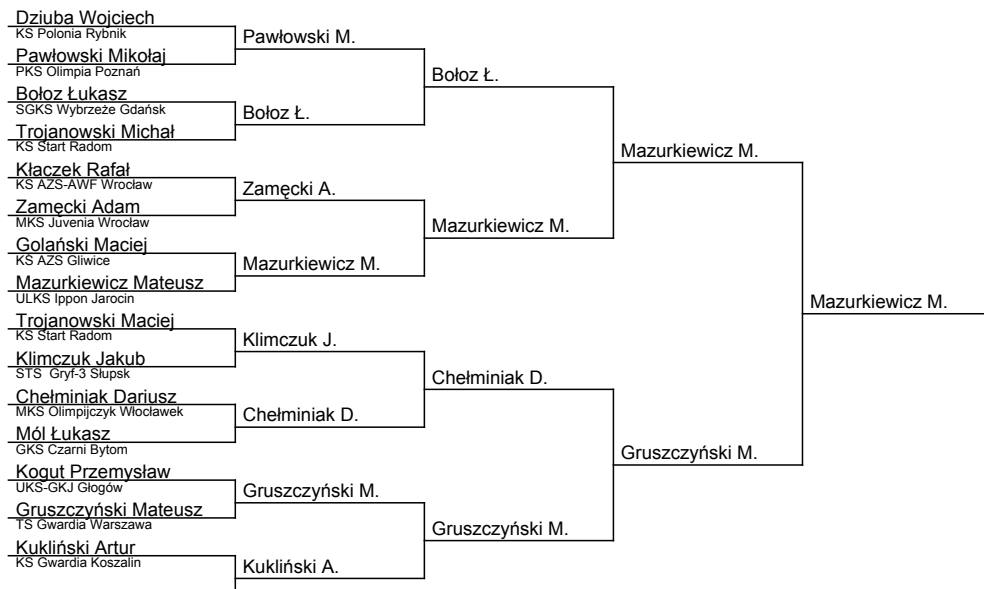 Dziuba Wojciech
KS Polonia Rybnik
Pawłowski M.
Pawłowski Mikołaj
PKS Olimpia Poznań
Bołoz Ł.
Bołoz Łukasz
SGKS Wybrzeże Gdańsk
Bołoz Ł.
Trojanowski Michał
KS Start Radom
Mazurkiewicz M.
Kłaczek Rafał
KS AZS-AWF Wrocław
Zamęcki A.
Zamęcki Adam
MKS Juvenia Wrocław
Mazurkiewicz M.
Golański Maciej
KS AZS Gliwice
Mazurkiewicz M.
Mazurkiewicz Mateusz
ULKS Ippon Jarocin
Mazurkiewicz M.
Trojanowski Maciej
KS Start Radom
Klimczuk J.
Klimczuk Jakub
STS Gryf-3 Słupsk
Chełminiak D.
Chełminiak Dariusz
MKS Olimpijczyk Włocławek
Chełminiak D.
Mól Łukasz
GKS Czarni Bytom
Gruszczyński M.
Kogut Przemysław
UKS-GKJ Głogów
Gruszczyński M.
Gruszczyński Mateusz
TS Gwardia Warszawa
Gruszczyński M.
Kukliński Artur
KS Gwardia Koszalin
Kukliński A.